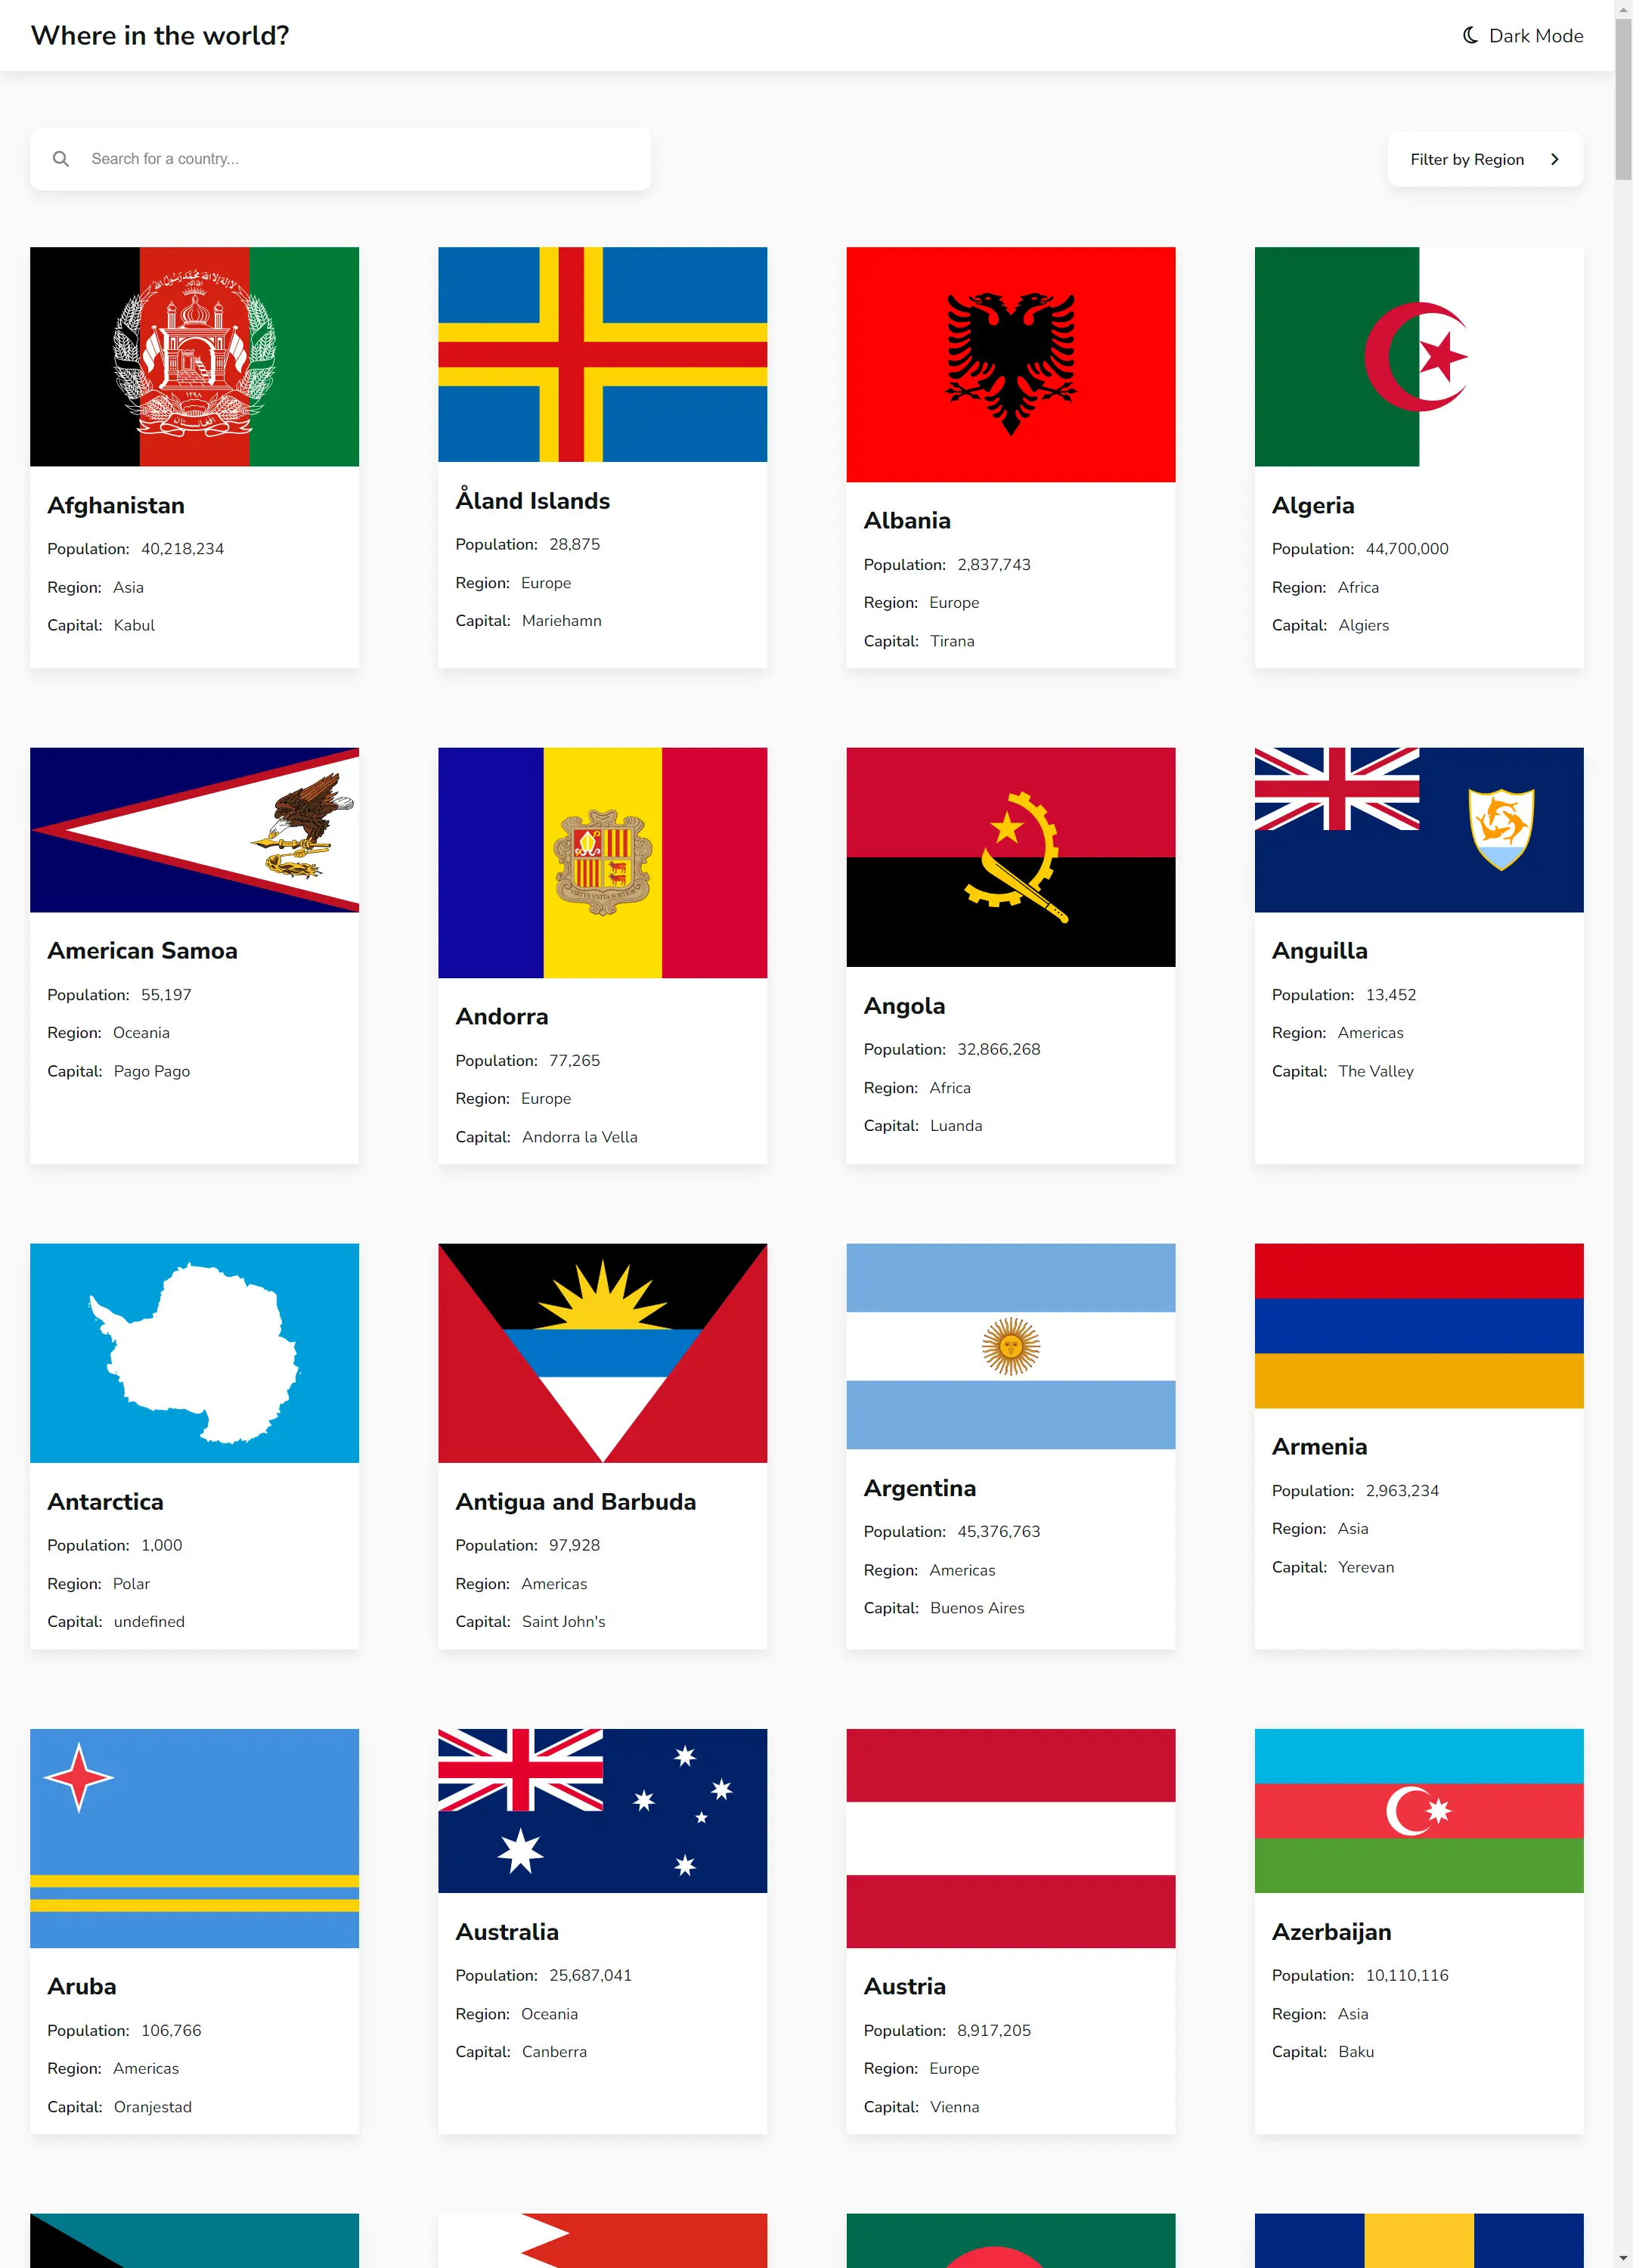 Where in the world?
Dark Mode
Search for a country...
Filter by Region
Afghanistan
Population: 40,218,234
Region: Asia
Capital: Kabul
Åland Islands
Population: 28,875
Region: Europe
Capital: Mariehamn
Albania
Population: 2,837,743
Region: Europe
Capital: Tirana
Algeria
Population: 44,700,000
Region: Africa
Capital: Algiers
American Samoa
Population: 55,197
Region: Oceania
Capital: Pago Pago
VIRTVS VNITA FORTIOR
Andorra
Population: 77,265
Region: Europe
Capital: Andorra la Vella
Angola
Population: 32,866,268
Region: Africa
Capital: Luanda
Anguilla
Population: 13,452
Region: Americas
Capital: The Valley
Antarctica
Population: 1,000
Region: Polar
Capital: undefined
Antigua and Barbuda
Population: 97,928
Region: Americas
Capital: Saint John's
Argentina
Population: 45,376,763
Region: Americas
Capital: Buenos Aires
Armenia
Population: 2,963,234
Region: Asia
Capital: Yerevan
Aruba
Population: 106,766
Region: Americas
Capital: Oranjestad
Australia
Population: 25,687,041
Region: Oceania
Capital: Canberra
Austria
Population: 8,917,205
Region: Europe
Capital: Vienna
Azerbaijan
Population: 10,110,116
Region: Asia
Capital: Baku